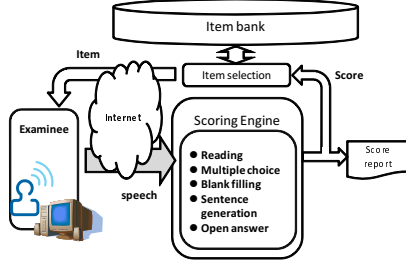 Item bank
Item
Item selection
Score
Internet
Examinee
Scoring Engine
Reading
Multiple choice
Blank filling
Sentence
generation
Open answer
speech
Score
report